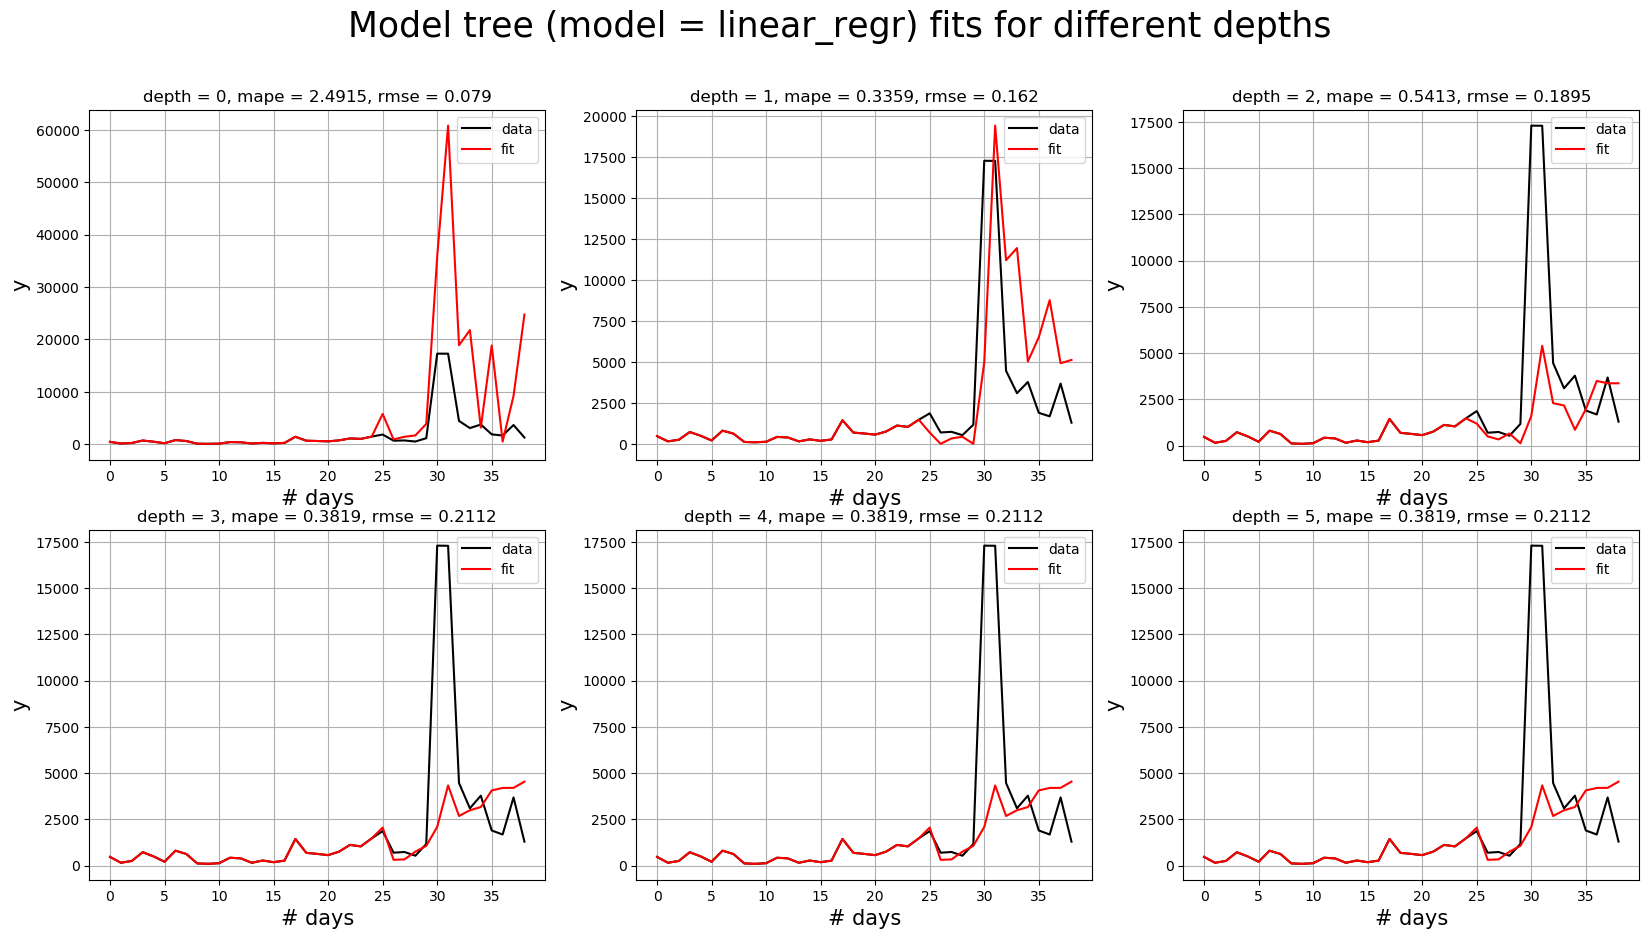 Model tree (model = linear_regr) fits for different depths
depth = 0, mape = 2.4915, rmse = 0.079
60000
50000
40000
30000
20000
10000
0
y
data
fit
0 5 10 15 20 25 30 35
# days
depth = 1, mape = 0.3359, rmse = 0.162
20000
17500
15000
12500
10000
7500
5000
2500
0
y
data
fit
0 5 10 15 20 25 30 35
# days
depth = 2, mape = 0.5413, rmse = 0.1895
17500
15000
12500
10000
7500
5000
2500
0
y
data
fit
0 5 10 15 20 25 30 35
# days
depth = 3, mape = 0.3819, rmse = 0.2112
17500
15000
12500
10000
7500
5000
2500
0
y
data
fit
0 5 10 15 20 25 30 35
# days
depth = 4, mape = 0.3819, rmse = 0.2112
17500
15000
12500
10000
7500
5000
2500
0
y
data
fit
0 5 10 15 20 25 30 35
# days
depth = 5, mape = 0.3819, rmse = 0.2112
17500
15000
12500
10000
7500
5000
2500
0
y
data
fit
0 5 10 15 20 25 30 35
# days